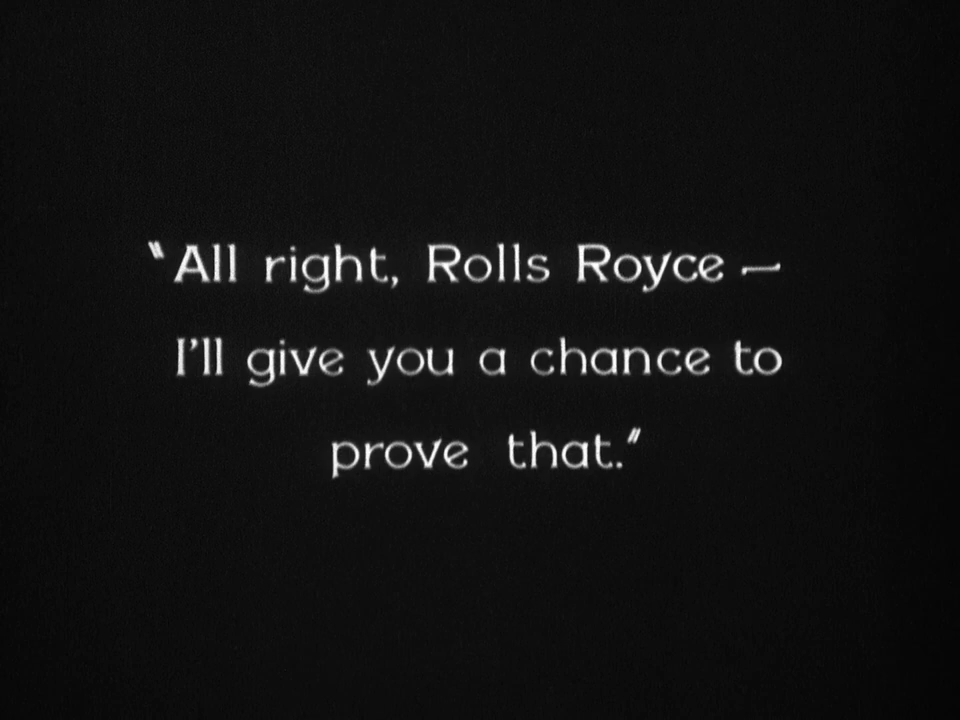 "All right, Rolls Royce —
I'll give you a chance to
prove that."